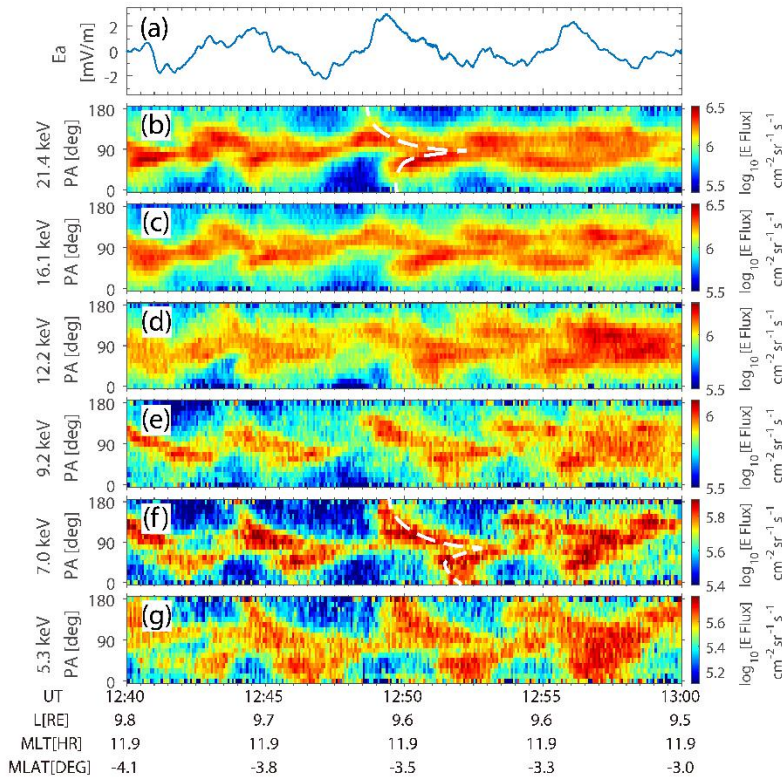 (a)
Ea
[mV/m]
2
0
-2
(b)
21.4 keV
PA [deg]
180
90
0
6.5
6
5.5
log10[E Flux]
cm-2 sr-1 s-1
(c)
16.1 keV
PA [deg]
180
90
0
6.5
6
5.5
log10[E Flux]
cm-2 sr-1 s-1
(d)
12.2 keV
PA [deg]
180
90
0
6
5.5
log10[E Flux]
cm-2 sr-1 s-1
(e)
9.2 keV
PA [deg]
180
90
0
6
5.5
log10[E Flux]
cm-2 sr-1 s-1
(f)
7.0 keV
PA [deg]
180
90
0
5.8
5.6
5.4
log10[E Flux]
cm-2 sr-1 s-1
(g)
5.3 keV
PA [deg]
180
90
0
5.6
5.4
5.2
log10[E Flux]
cm-2 sr-1 s-1
UT 12:40 12:45 12:50 12:55 13:00
L[RE] 9.8 9.7 9.6 9.6 9.5
MLT[HR] 11.9 11.9 11.9 11.9 11.9
MLAT[DEG] -4.1 -3.8 -3.5 -3.3 -3.0